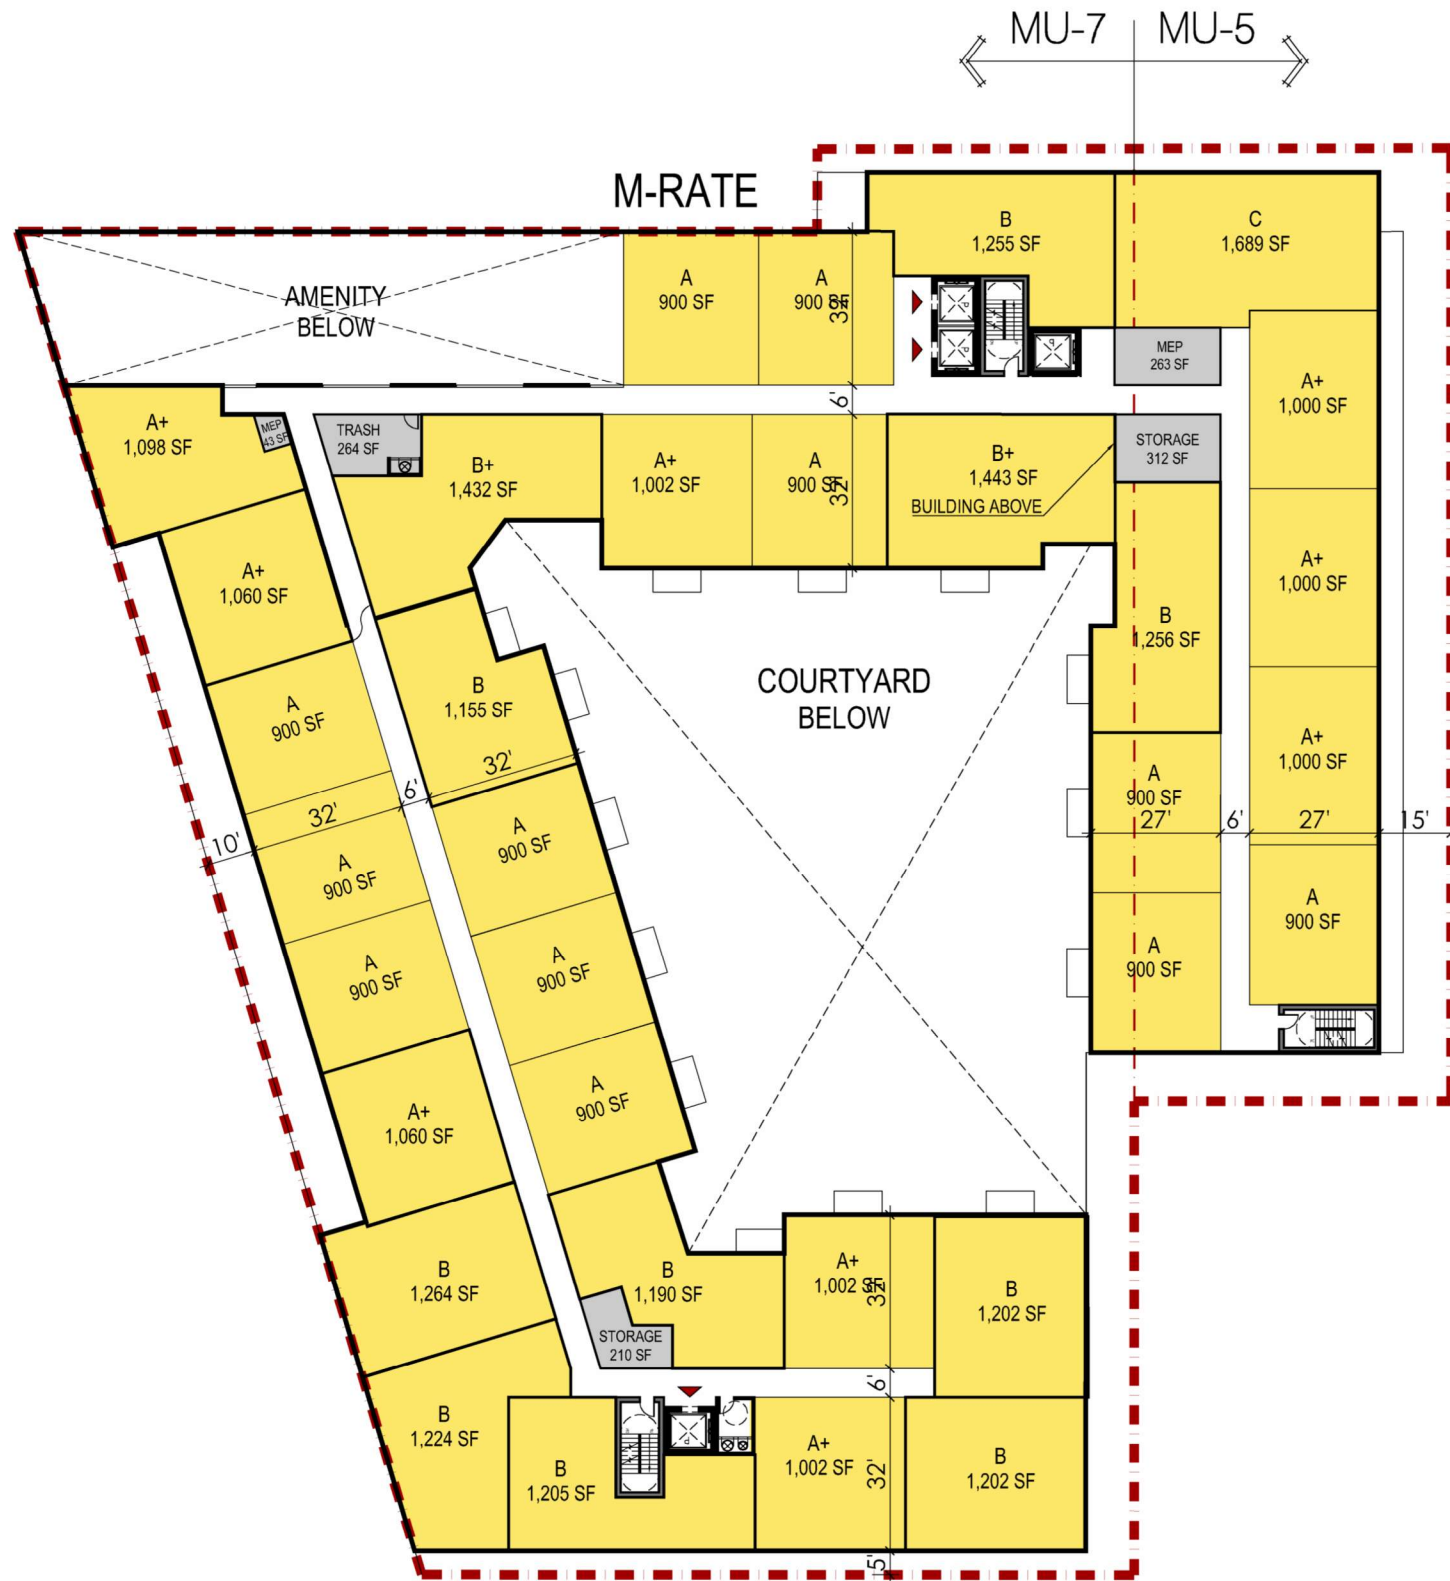 MU-7
MU-5
M-RATE
B
1,255 SF
C
1,689 SF
AMENITY
BELOW
A
900 SF
A
900 SF
32'
MEP
263 SF
A+
1,000 SF
6'
A+
1,098 SF
MEP
43 SF
TRASH
264 SF
B+
1,432 SF
A+
1,002 SF
A
900 SF
32'
B+
1,443 SF
BUILDING ABOVE
STORAGE
312 SF
A+
1,060 SF
A+
1,000 SF
B
1,256 SF
COURTYARD
BELOW
A
900 SF
B
1,155 SF
32'
A+
1,000 SF
A
900 SF
27'
6'
27'
15'
10'
32'
6'
A
900 SF
A
900 SF
A
900 SF
A
900 SF
A
900 SF
A
900 SF
A
900 SF
A
900 SF
A+
1,060 SF
B
1,264 SF
B
1,190 SF
A+
1,002 SF
32'
B
1,202 SF
STORAGE
210 SF
6'
B
1,224 SF
B
1,205 SF
A+
1,002 SF
32'
B
1,202 SF
5'